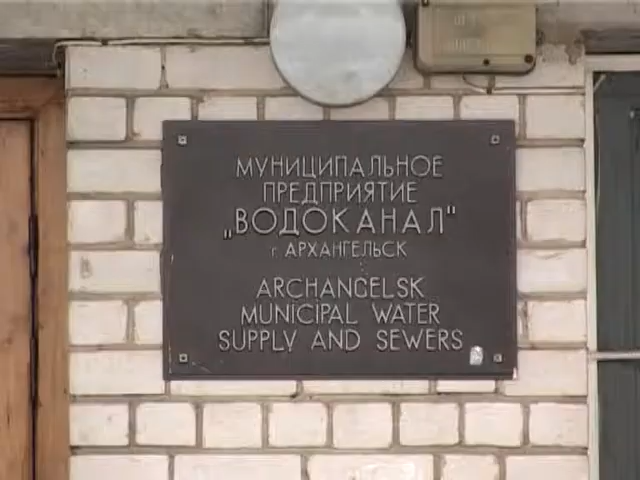 МУНИЦИПАЛЬНОЕ
ПРЕДПРИЯТИЕ
„ВОДОКАНАЛ"
г АРХАНГЕЛЬСК
ARCHANGELSK
MUNICIPAL WATER
SUPPLY AND SEWERS